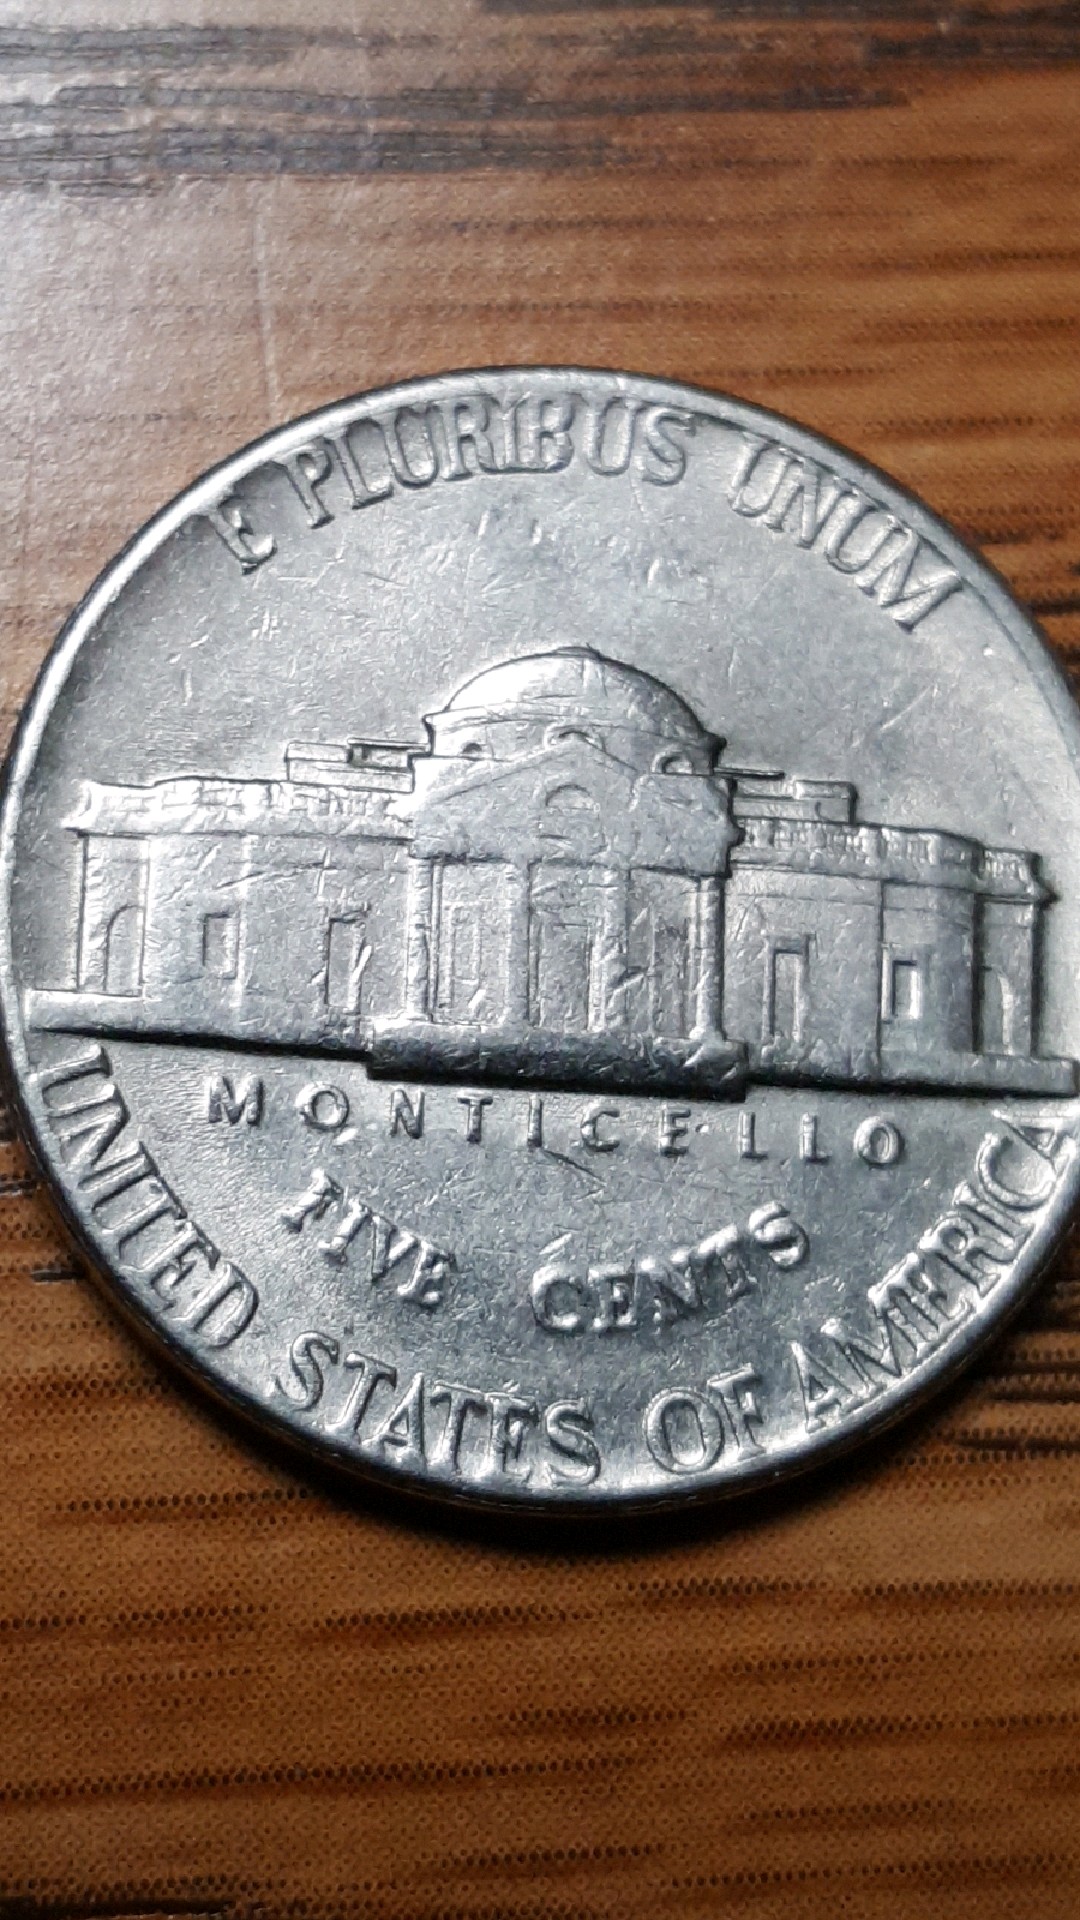 E PLURIBUS UNUM
MONTICELLO
FIVE CENTS
UNITED STATES OF AMERICA